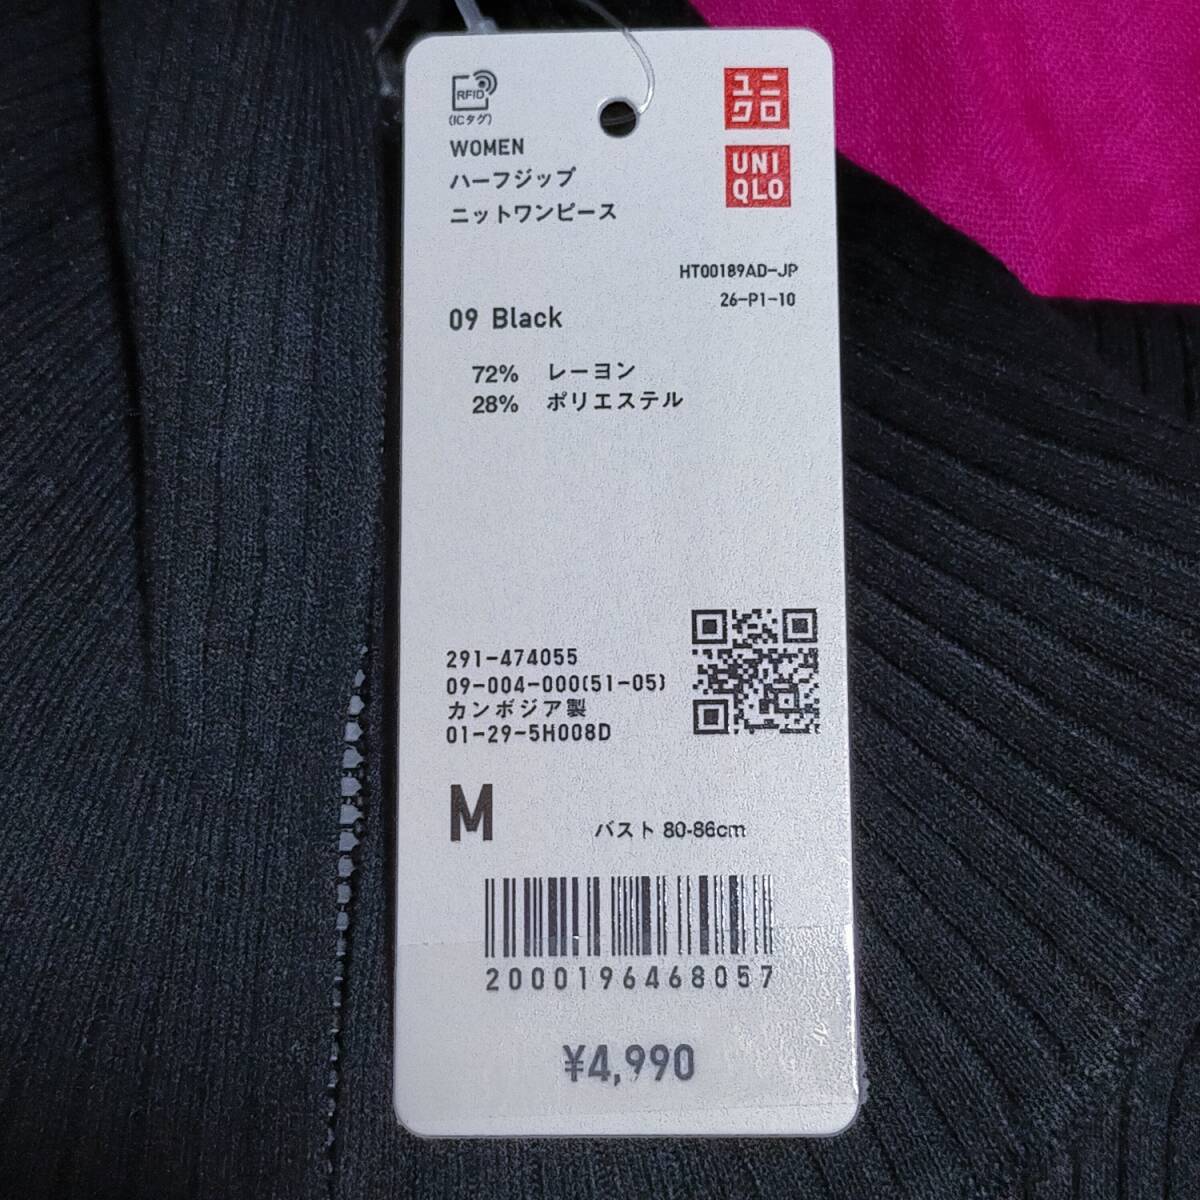 RFID
(ICタグ)
ユニ
クロ
UNI
QLO
WOMEN
ハーフジップ
ニットワンピース
HT00189AD-JP
26-P1-10
09 Black
72% レーヨン
28% ポリエステル
291-474055
09-004-000(51-05)
カンボジア製
01-29-5H008D
M
バスト 80-86cm
2000196468057
¥4,990